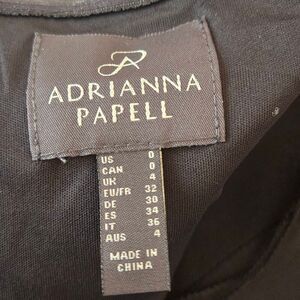 ADRIANNA
PAPELL
US 0
CAN 0
UK 4
EU/FR 32
DE 30
ES 34
IT 36
AUS 4
MADE IN
CHINA